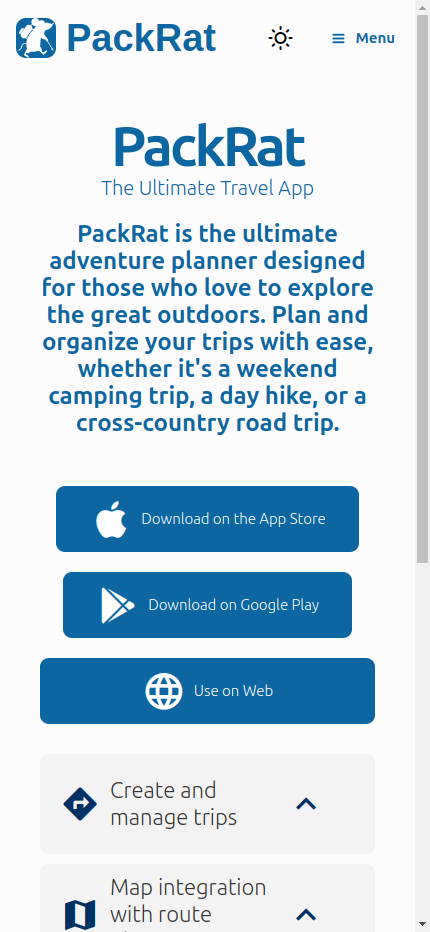 PackRat
Menu
PackRat
The Ultimate Travel App
PackRat is the ultimate
adventure planner designed
for those who love to explore
the great outdoors. Plan and
organize your trips with ease,
whether it's a weekend
camping trip, a day hike, or a
cross-country road trip.
Download on the App Store
Download on Google Play
Use on Web
Create and
manage trips
Map integration
with route